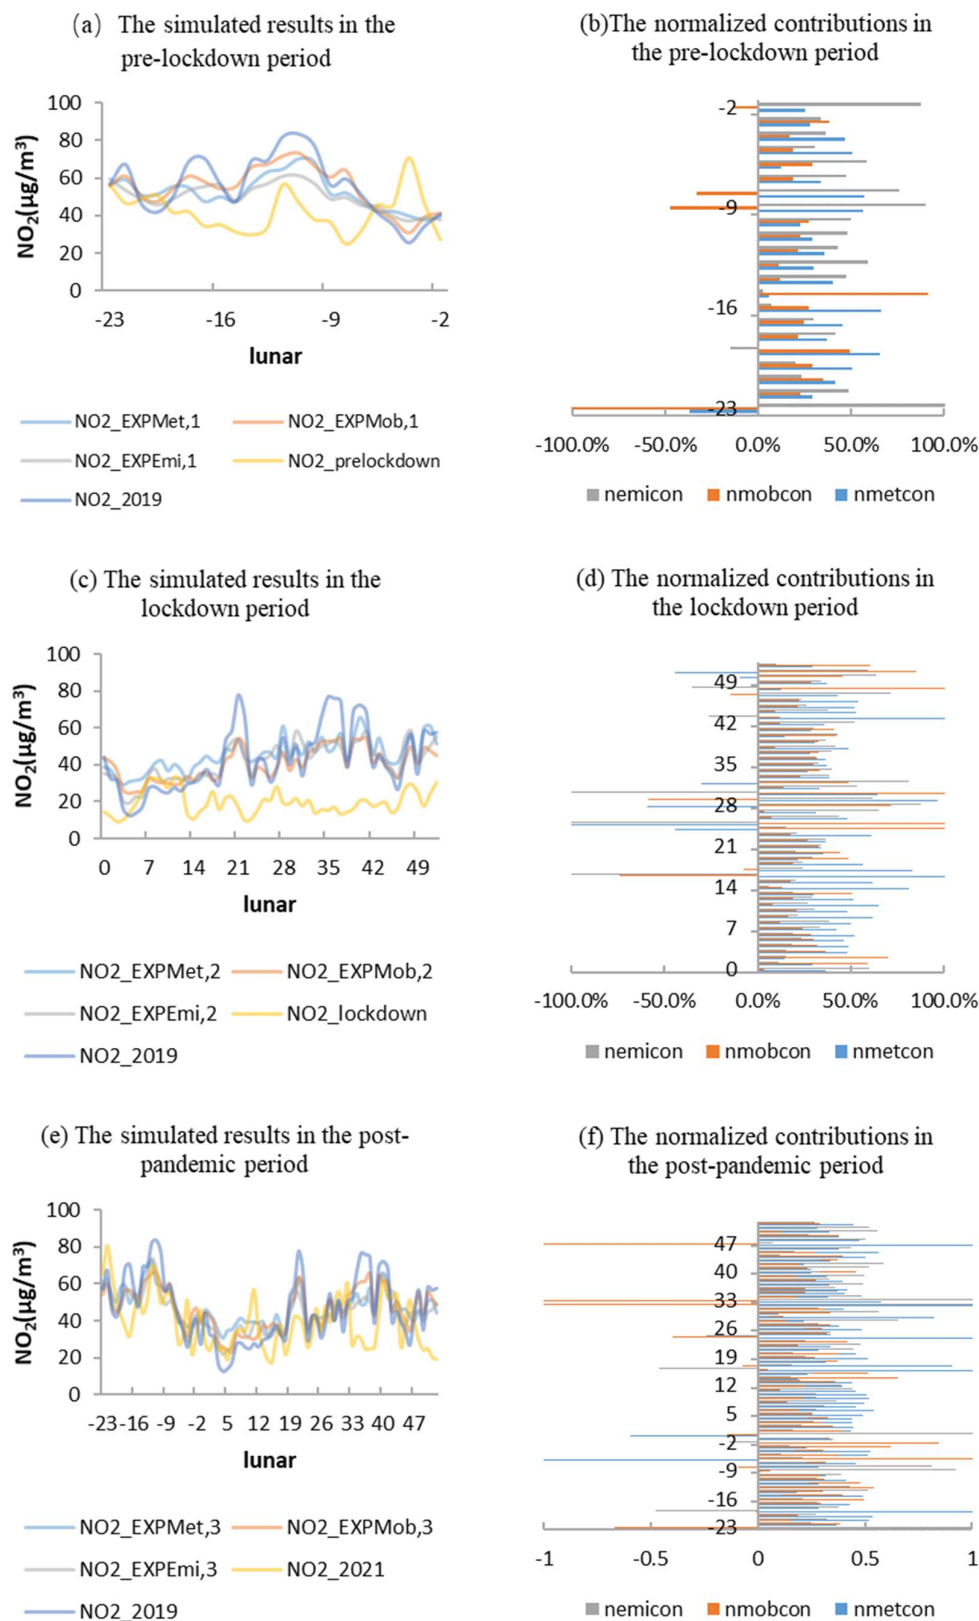 (a) The simulated results in the
pre-lockdown period
NO2(μg/m³)
100
80
60
40
20
0
-23 -16 -9 -2
lunar
NO2_EXPMet,1 NO2_EXPMob,1
NO2_EXPEmi,1 NO2_prelockdown
NO2_2019
(b)The normalized contributions in
the pre-lockdown period
-2
-9
-16
-23
-100.0% -50.0% 0.0% 50.0% 100.0%
nemicon nmobcon nmetcon
(c) The simulated results in the
lockdown period
NO2(μg/m³)
100
80
60
40
20
0
0 7 14 21 28 35 42 49
lunar
NO2_EXPMet,2 NO2_EXPMob,2
NO2_EXPEmi,2 NO2_lockdown
NO2_2019
(d) The normalized contributions in
the lockdown period
49
42
35
28
21
14
7
0
-100.0% -50.0% 0.0% 50.0% 100.0%
nemicon nmobcon nmetcon
(e) The simulated results in the post-
pandemic period
NO2(μg/m³)
100
80
60
40
20
0
-23 -16 -9 -2 5 12 19 26 33 40 47
lunar
NO2_EXPMet,3 NO2_EXPMob,3
NO2_EXPEmi,3 NO2_2021
NO2_2019
(f) The normalized contributions in
the post-pandemic period
47
40
33
26
19
12
5
-2
-9
-16
-23
-1 -0.5 0 0.5 1
nemicon nmobcon nmetcon